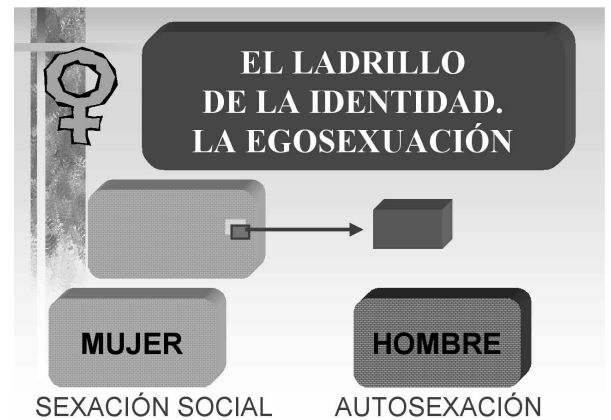 EL LADRILLO
DE LA IDENTIDAD.
LA EGOSEXUACIÓN
MUJER HOMBRE
SEXACIÓN SOCIAL AUTOSEXACIÓN